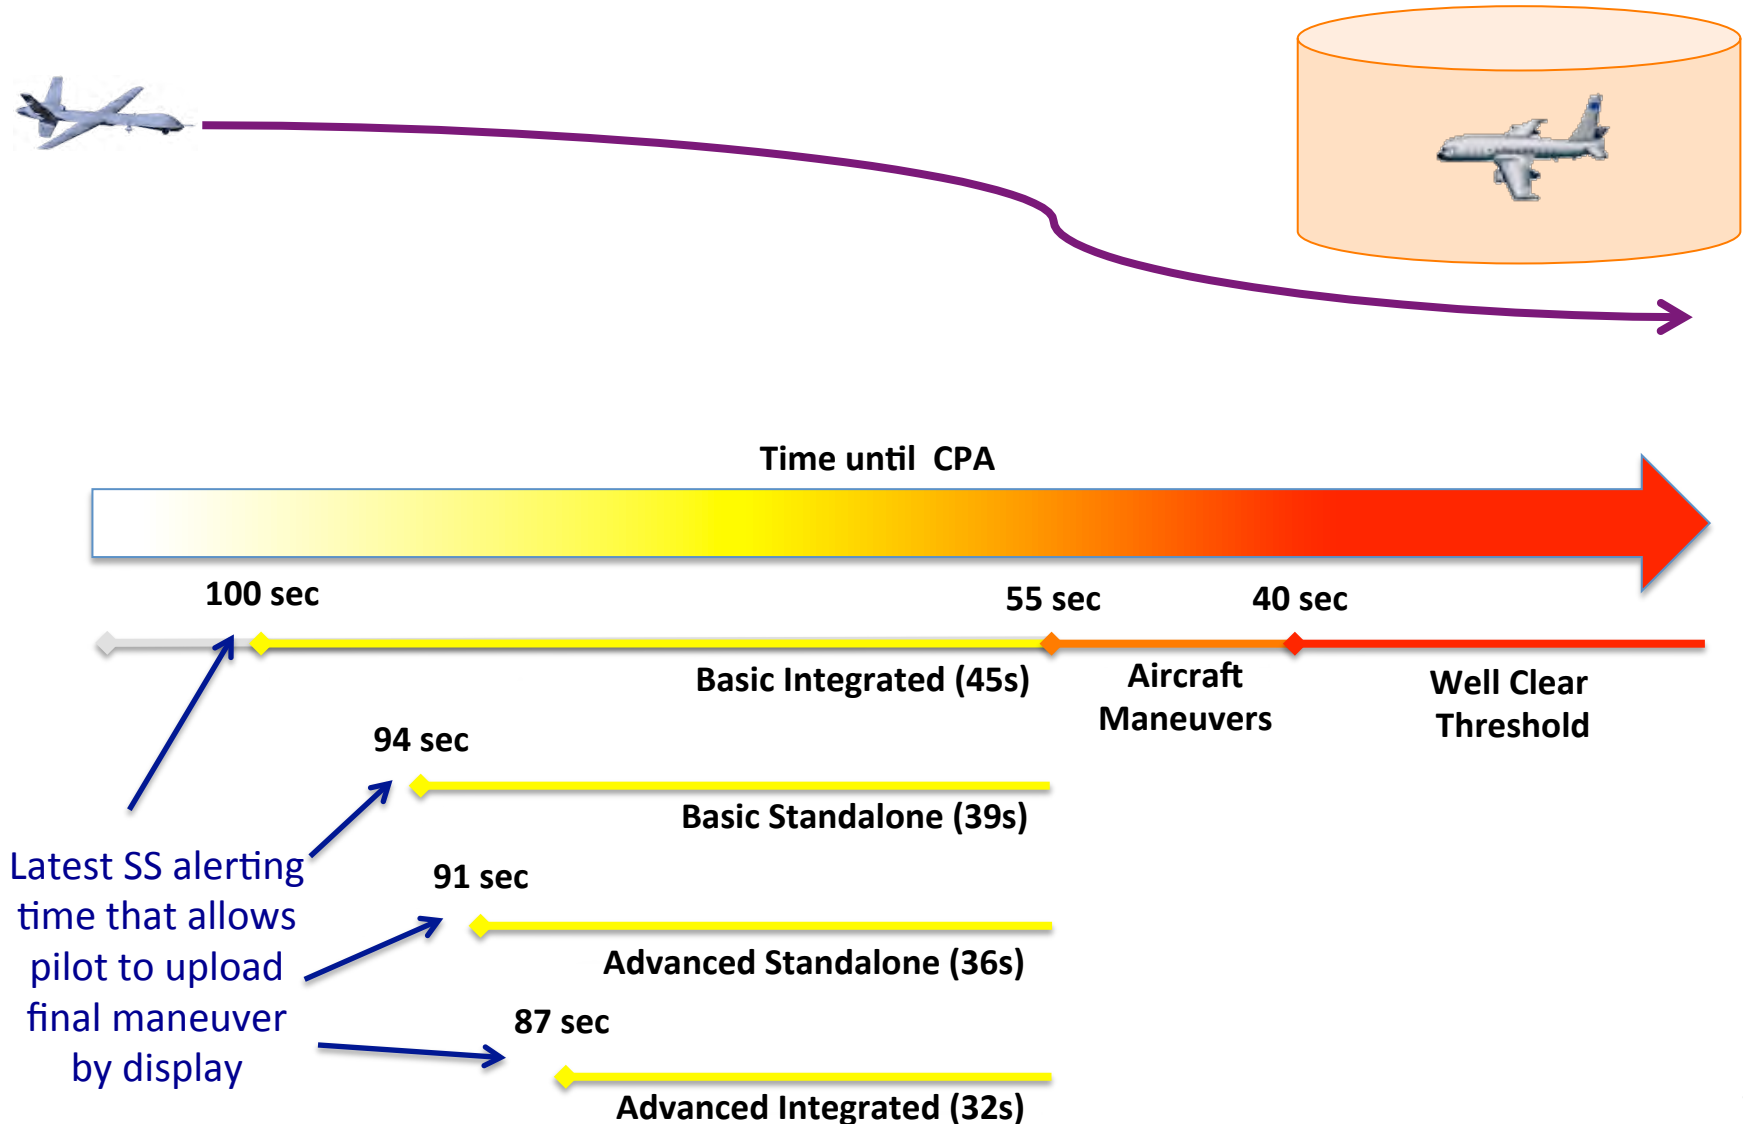 Time until  CPA
100 sec
55 sec
40 sec
Basic Integrated (45s)
Aircraft
Maneuvers
Well Clear
Threshold
94 sec
Basic Standalone (39s)
Latest SS alerting
time that allows
pilot to upload
final maneuver
by display
91 sec
Advanced Standalone (36s)
87 sec
Advanced Integrated (32s)